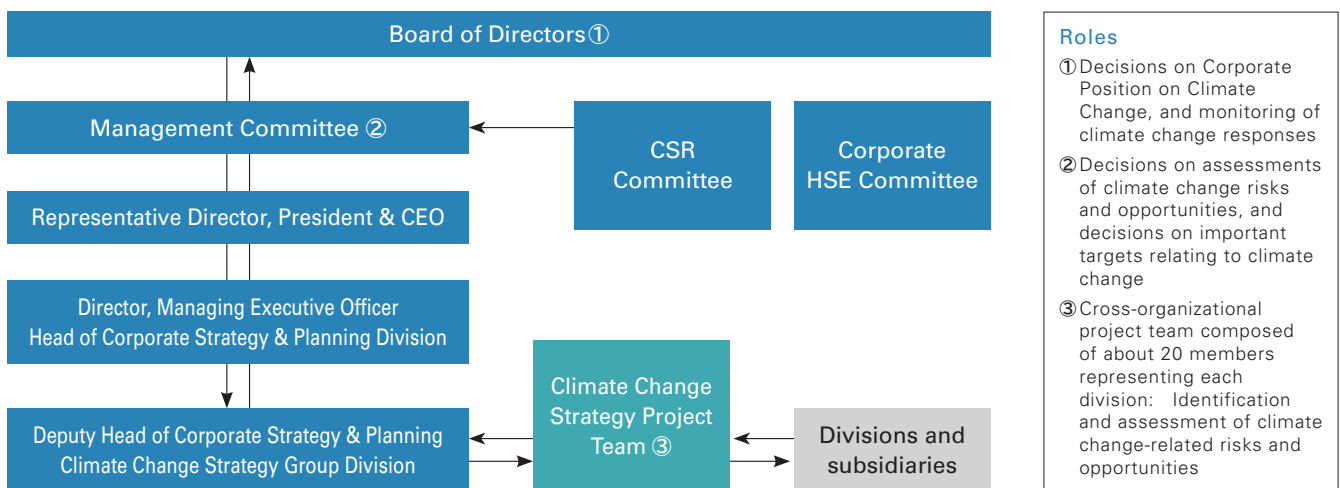 Board of Directors①
Management Committee ②
CSR
Committee
Corporate
HSE Committee
Representative Director, President & CEO
Director, Managing Executive Officer
Head of Corporate Strategy & Planning Division
Climate Change
Strategy Project
Team ③
Deputy Head of Corporate Strategy & Planning
Climate Change Strategy Group Division
Divisions and
subsidiaries
Roles
①Decisions on Corporate
Position on Climate
Change, and monitoring of
climate change responses
②Decisions on assessments
of climate change risks
and opportunities, and
decisions on important
targets relating to climate
change
③Cross-organizational
project team composed
of about 20 members
representing each
division: Identification
and assessment of climate
change-related risks and
opportunities